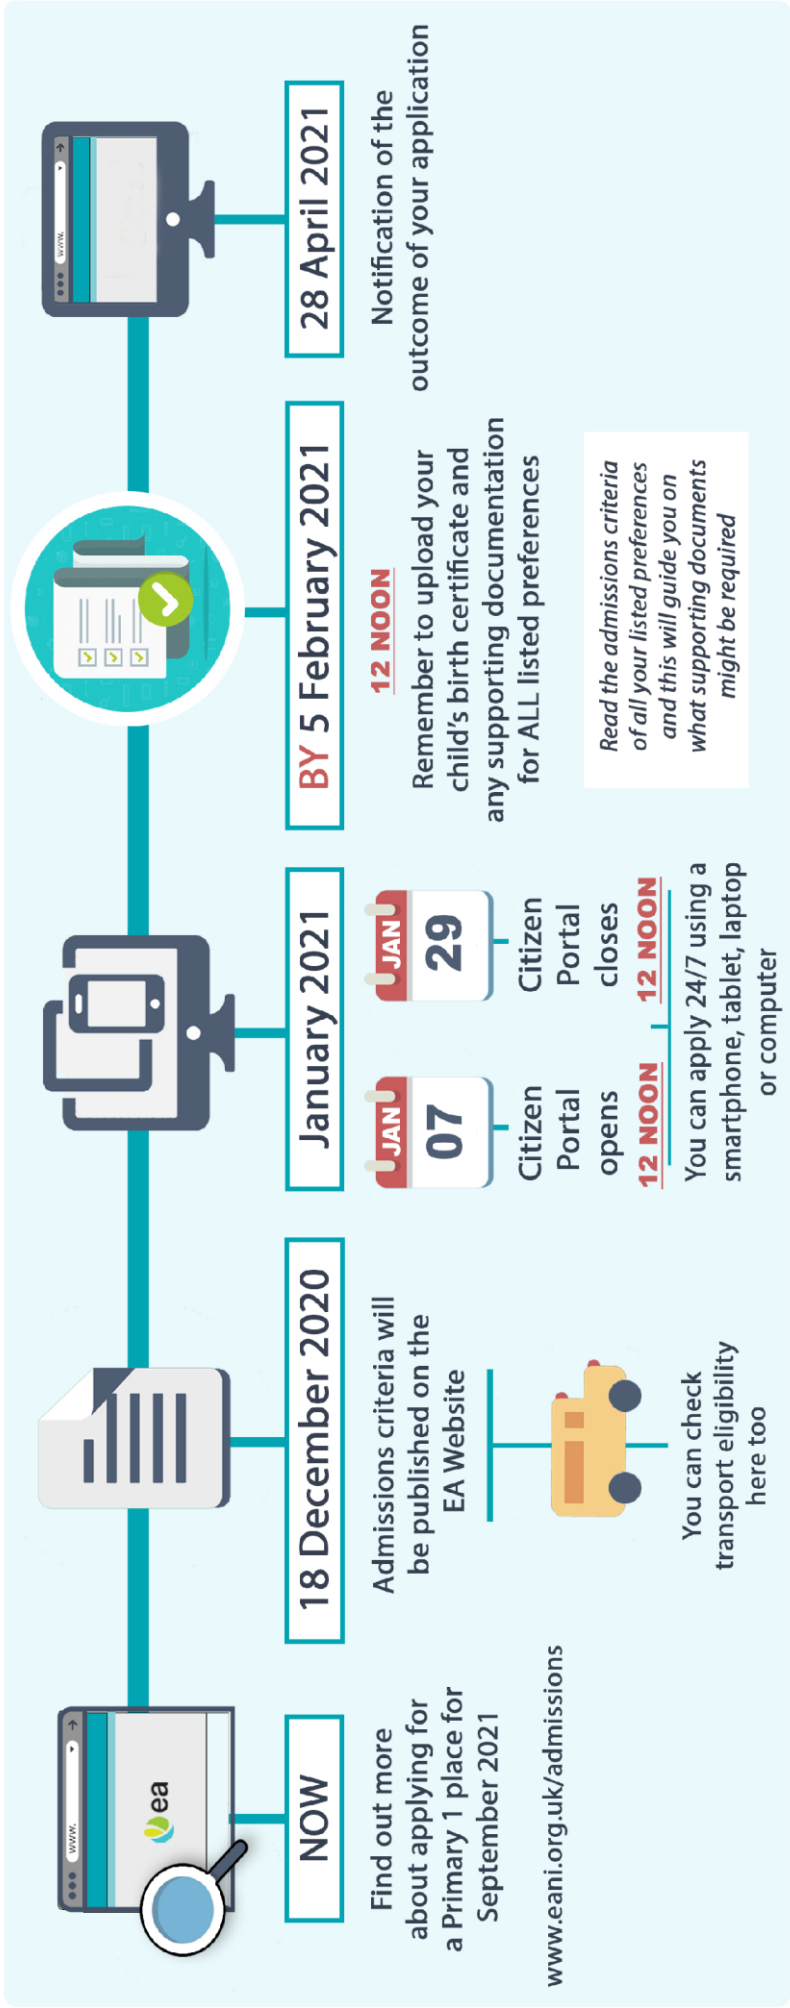 www.
ea
NOW
Find out more
about applying for
a Primary 1 place for
September 2021
www.eani.org.uk/admissions
18 December 2020
Admissions criteria will
be published on the
EA Website
You can check
transport eligibility
here too
January 2021
JAN
07
Citizen
Portal
opens
12 NOON
JAN
29
Citizen
Portal
closes
12 NOON
You can apply 24/7 using a
smartphone, tablet, laptop
or computer
BY 5 February 2021
12 NOON
Remember to upload your
child's birth certificate and
any supporting documentation
for ALL listed preferences
Read the admissions criteria
of all your listed preferences
and this will guide you on
what supporting documents
might be required
www.
28 April 2021
Notification of the
outcome of your application